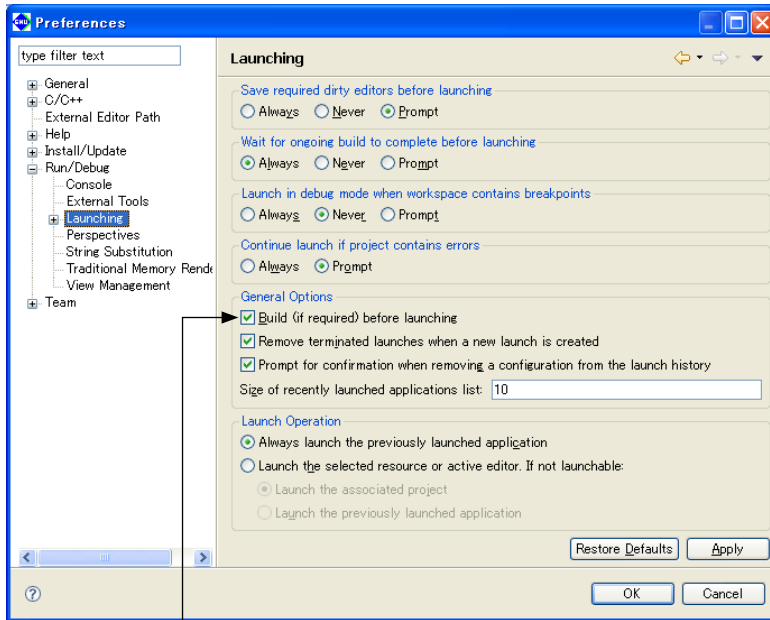 GNU Preferences
type filter text
General
C/C++
External Editor Path
Help
Install/Update
Run/Debug
Console
External Tools
Launching
Perspectives
String Substitution
Traditional Memory Rende
View Management
Team
Launching
Save required dirty editors before launching
Always Never Prompt
Wait for ongoing build to complete before launching
Always Never Prompt
Launch in debug mode when workspace contains breakpoints
Always Never Prompt
Continue launch if project contains errors
Always Prompt
General Options
Build (if required) before launching
Remove terminated launches when a new launch is created
Prompt for confirmation when removing a configuration from the launch history
Size of recently launched applications list: 10
Launch Operation
Always launch the previously launched application
Launch the selected resource or active editor. If not launchable:
Launch the associated project
Launch the previously launched application
Restore Defaults Apply
? OK Cancel